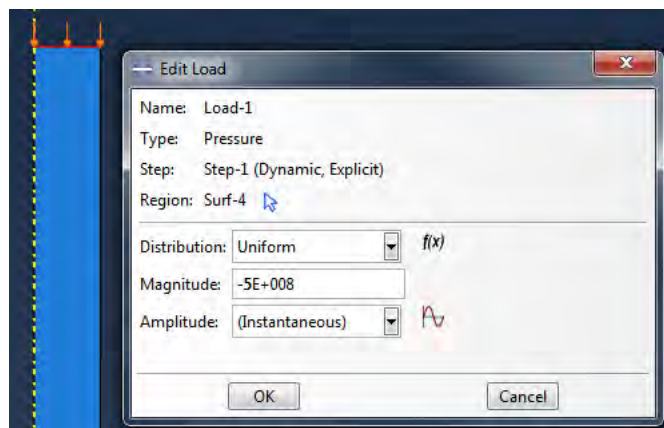 Edit Load
Name: Load-1
Type: Pressure
Step: Step-1 (Dynamic, Explicit)
Region: Surf-4
Distribution: Uniform f(x)
Magnitude: -5E+008
Amplitude: (Instantaneous)
OK Cancel